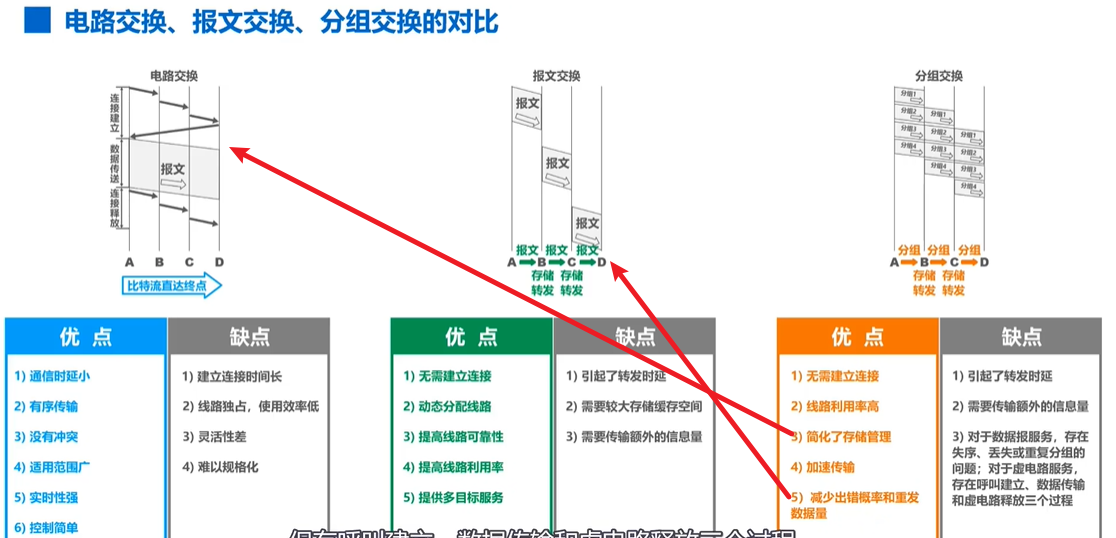 电路交换、报文交换、分组交换的对比
电路交换
连接建立
数据传送
连接释放
报文
A B C D
比特流直达终点
报文交换
报文
报文
报文
报文 报文 报文
A B C D
存储 存储
转发 转发
分组交换
分组1
分组2
分组3
分组4
分组1
分组2
分组3
分组4
分组1
分组2
分组3
分组4
分组 分组 分组
A B C D
存储 存储
转发 转发
优 点
1) 通信时延小
2) 有序传输
3) 没有冲突
4) 适用范围广
5) 实时性强
6) 控制简单
缺点
1) 建立连接时间长
2) 线路独占，使用效率低
3) 灵活性差
4) 难以规格化
优 点
1) 无需建立连接
2) 动态分配线路
3) 提高线路可靠性
4) 提高线路利用率
5) 提供多目标服务
缺点
1) 引起了转发时延
2) 需要较大存储缓存空间
3) 需要传输额外的信息量
优 点
1) 无需建立连接
2) 线路利用率高
3) 简化了存储管理
4) 加速传输
5) 减少出错概率和重发
数据量
缺点
1) 引起了转发时延
2) 需要传输额外的信息量
3) 对于数据报服务，存在
失序、丢失或重复分组的
问题；对于虚电路服务，
存在呼叫建立、数据传输
和虚电路释放三个过程